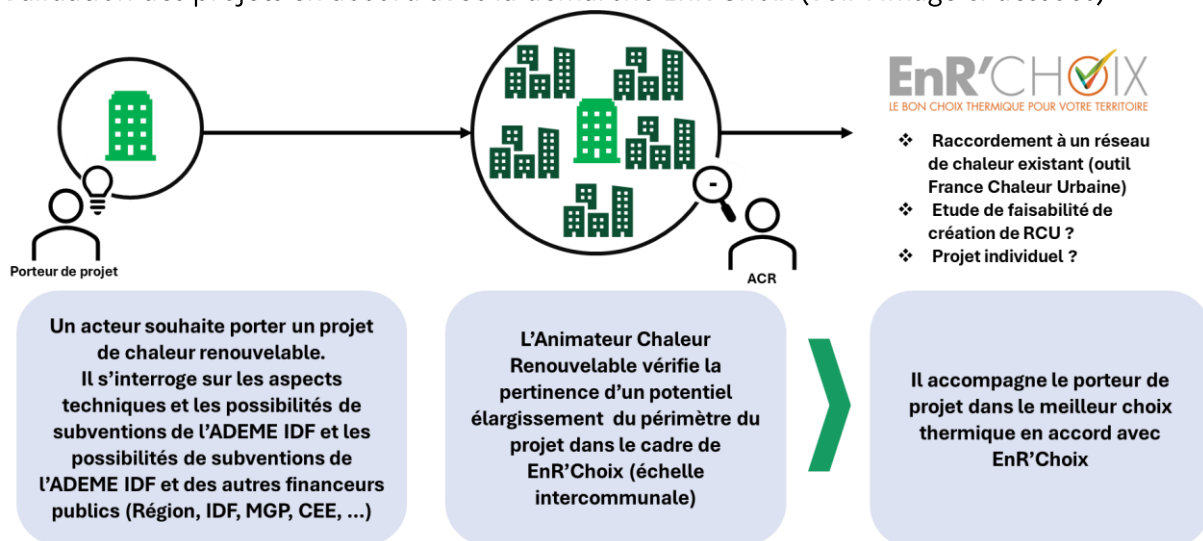 EnR'CHOIX
LE BON CHOIX THERMIQUE POUR VOTRE TERRITOIRE
Porteur de projet
-
ACR
❖ Raccordement à un réseau
de chaleur existant (outil
France Chaleur Urbaine)
❖ Etude de faisabilité de
création de RCU ?
❖ Projet individuel ?
Un acteur souhaite porter un projet
de chaleur renouvelable.
Il s'interroge sur les aspects
techniques et les possibilités de
subventions de l'ADEME IDF et les
possibilités de subventions de
l'ADEME IDF et des autres financeurs
publics (Région, IDF, MGP, CEE, ...)
L'Animateur Chaleur
Renouvelable vérifie la
pertinence d'un potentiel
élargissement du périmètre du
projet dans le cadre de
EnR'Choix (échelle
intercommunale)
Il accompagne le porteur de
projet dans le meilleur choix
thermique en accord avec
EnR'Choix